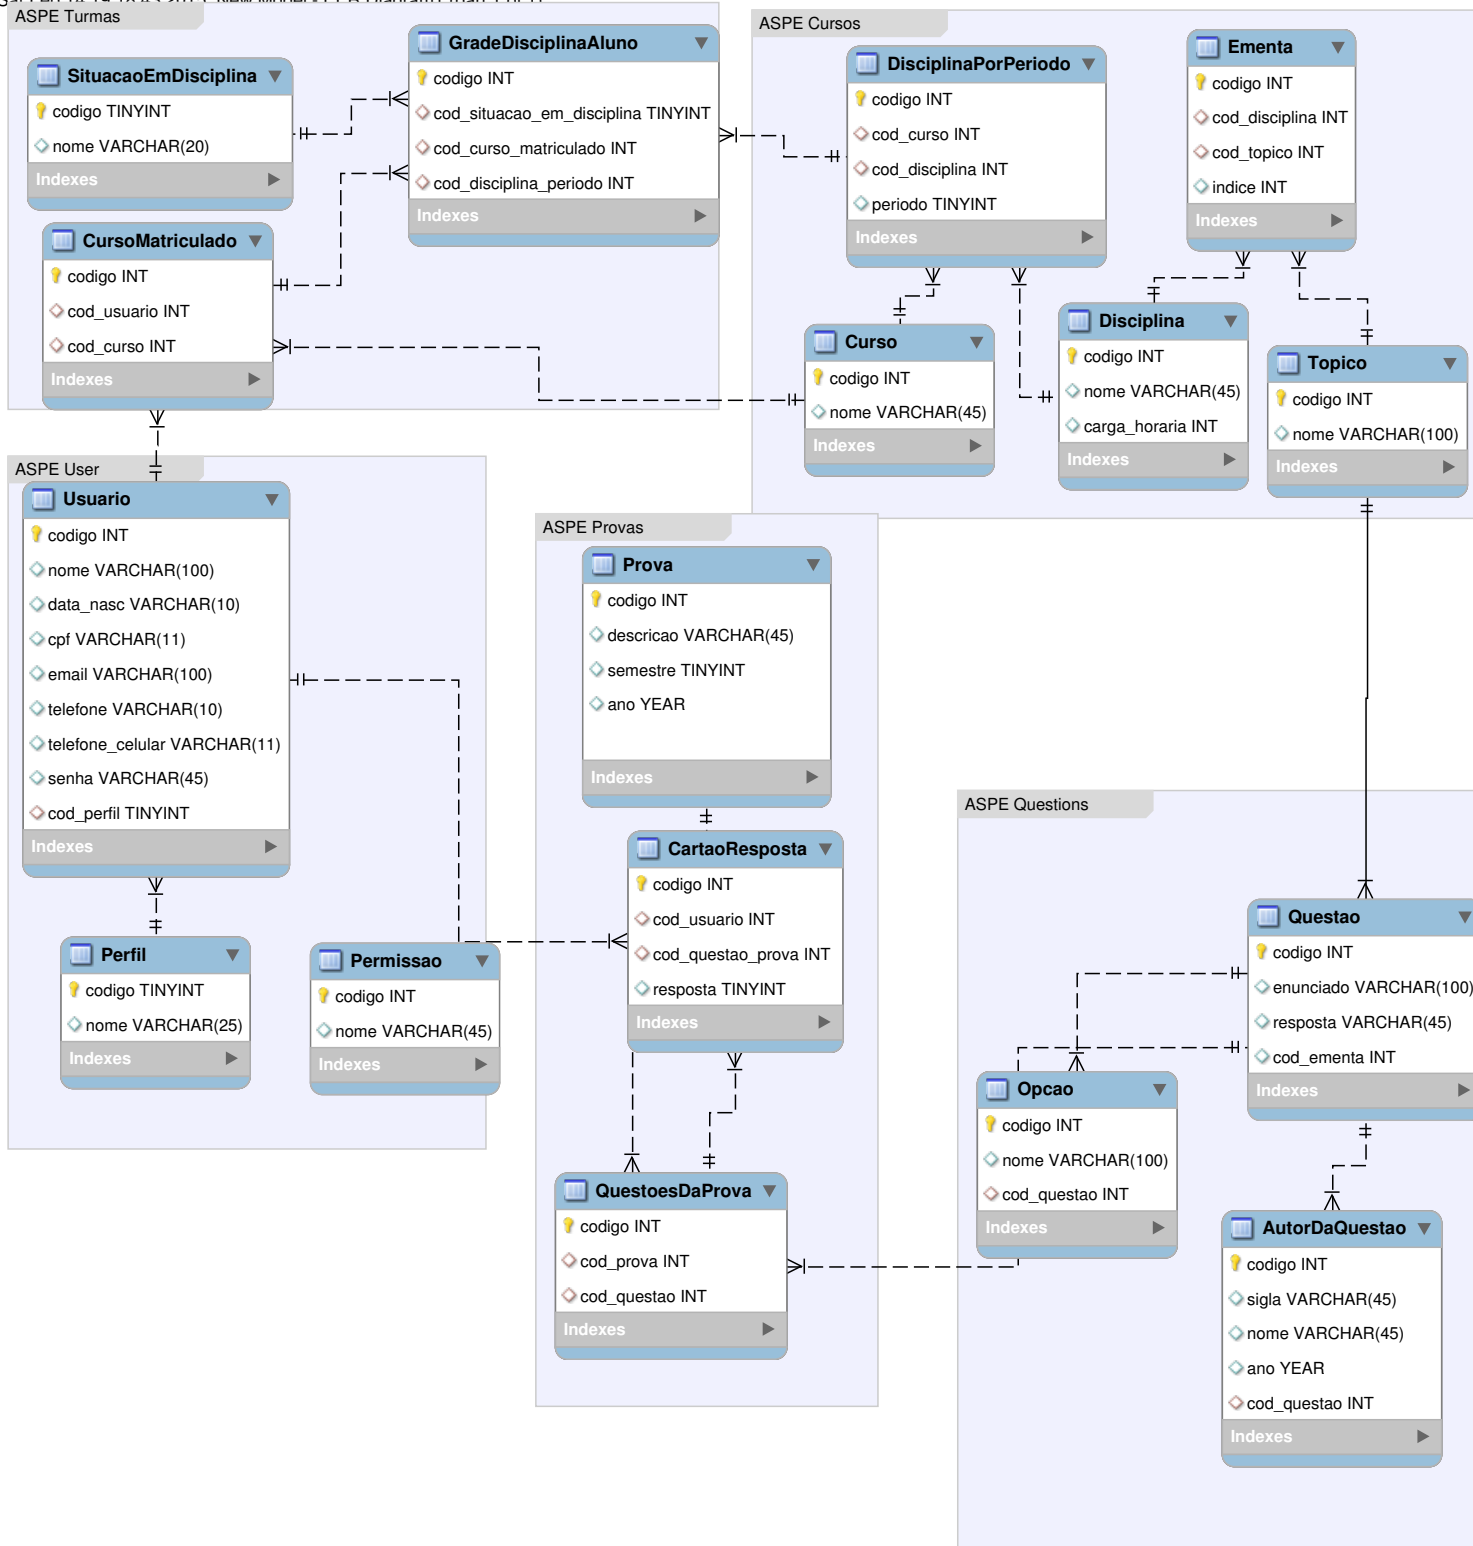 ASPE Turmas
SituacaoEmDisciplina
codigo TINYINT
nome VARCHAR(20)
Indexes
GradeDisciplinaAluno
codigo INT
cod_situacao_em_disciplina TINYINT
cod_curso_matriculado INT
cod_disciplina_periodo INT
Indexes
CursoMatriculado
codigo INT
cod_usuario INT
cod_curso INT
Indexes
ASPE Cursos
DisciplinaPorPeriodo
codigo INT
cod_curso INT
cod_disciplina INT
periodo TINYINT
Indexes
Ementa
codigo INT
cod_disciplina INT
cod_topico INT
indice INT
Indexes
Curso
codigo INT
nome VARCHAR(45)
Indexes
Disciplina
codigo INT
nome VARCHAR(45)
carga_horaria INT
Indexes
Topico
codigo INT
nome VARCHAR(100)
Indexes
ASPE User
Usuario
codigo INT
nome VARCHAR(100)
data_nasc VARCHAR(10)
cpf VARCHAR(11)
email VARCHAR(100)
telefone VARCHAR(10)
telefone_celular VARCHAR(11)
senha VARCHAR(45)
cod_perfil TINYINT
Indexes
Perfil
codigo TINYINT
nome VARCHAR(25)
Indexes
Permissao
codigo INT
nome VARCHAR(45)
Indexes
ASPE Provas
Prova
codigo INT
descricao VARCHAR(45)
semestre TINYINT
ano YEAR
Indexes
CartaoResposta
codigo INT
cod_usuario INT
cod_questao_prova INT
resposta TINYINT
Indexes
QuestoesDaProva
codigo INT
cod_prova INT
cod_questao INT
Indexes
ASPE Questions
Questao
codigo INT
enunciado VARCHAR(100)
resposta VARCHAR(45)
cod_ementa INT
Indexes
Opcao
codigo INT
nome VARCHAR(100)
cod_questao INT
Indexes
AutorDaQuestao
codigo INT
sigla VARCHAR(45)
nome VARCHAR(45)
ano YEAR
cod_questao INT
Indexes